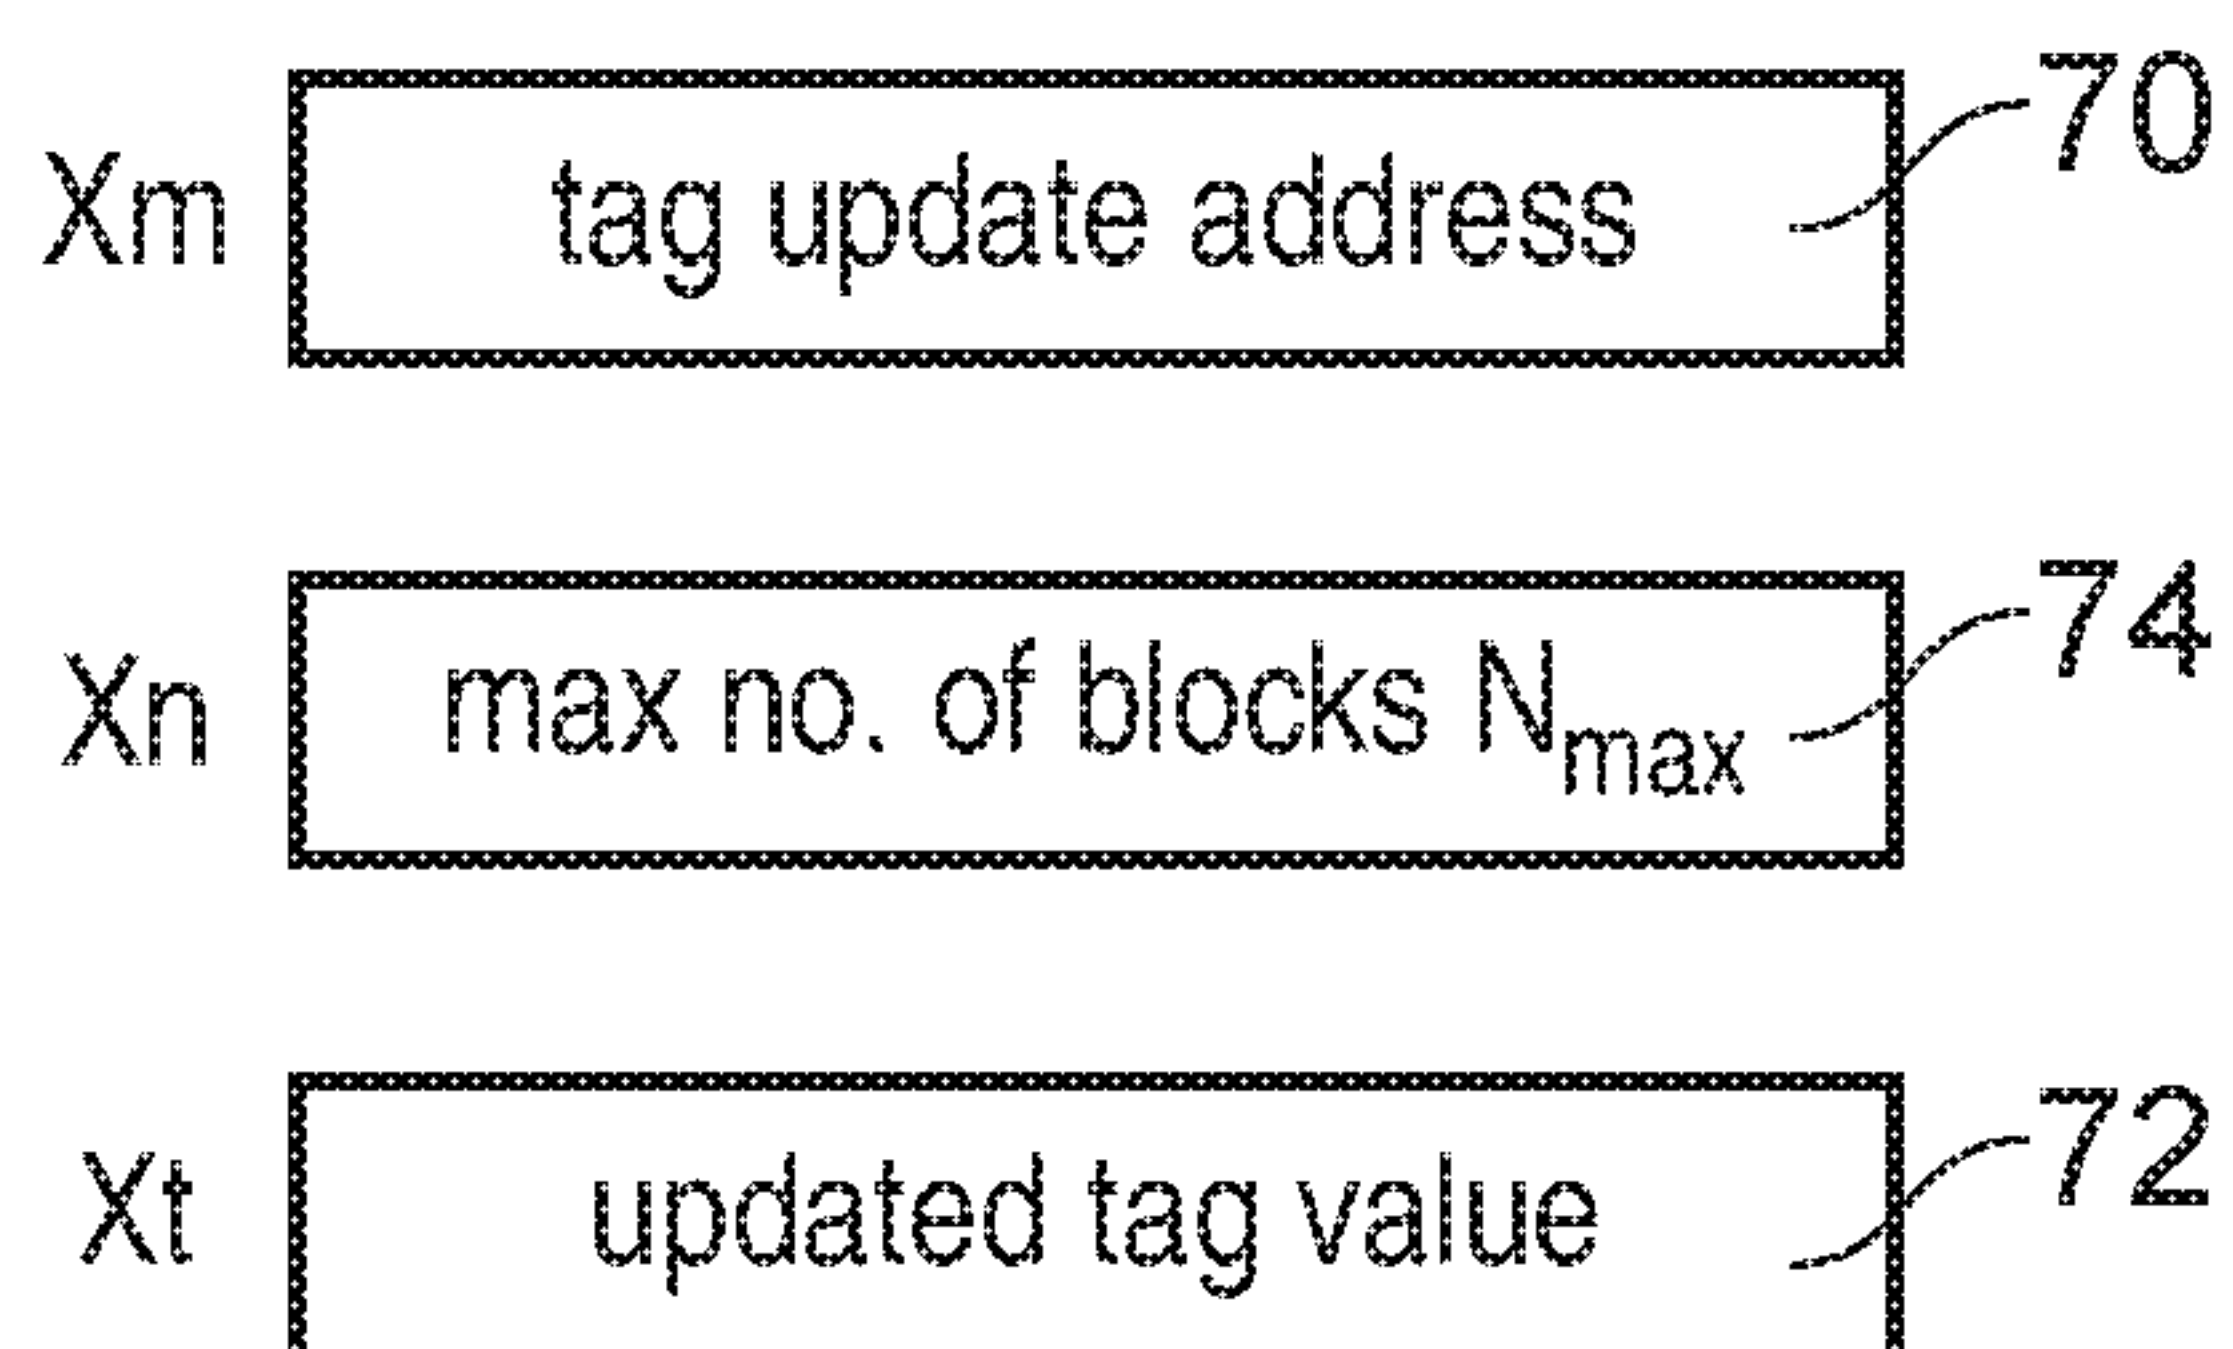 70
Xm tag update address
74
Xn max no. of blocks Nmax
72
Xt updated tag value